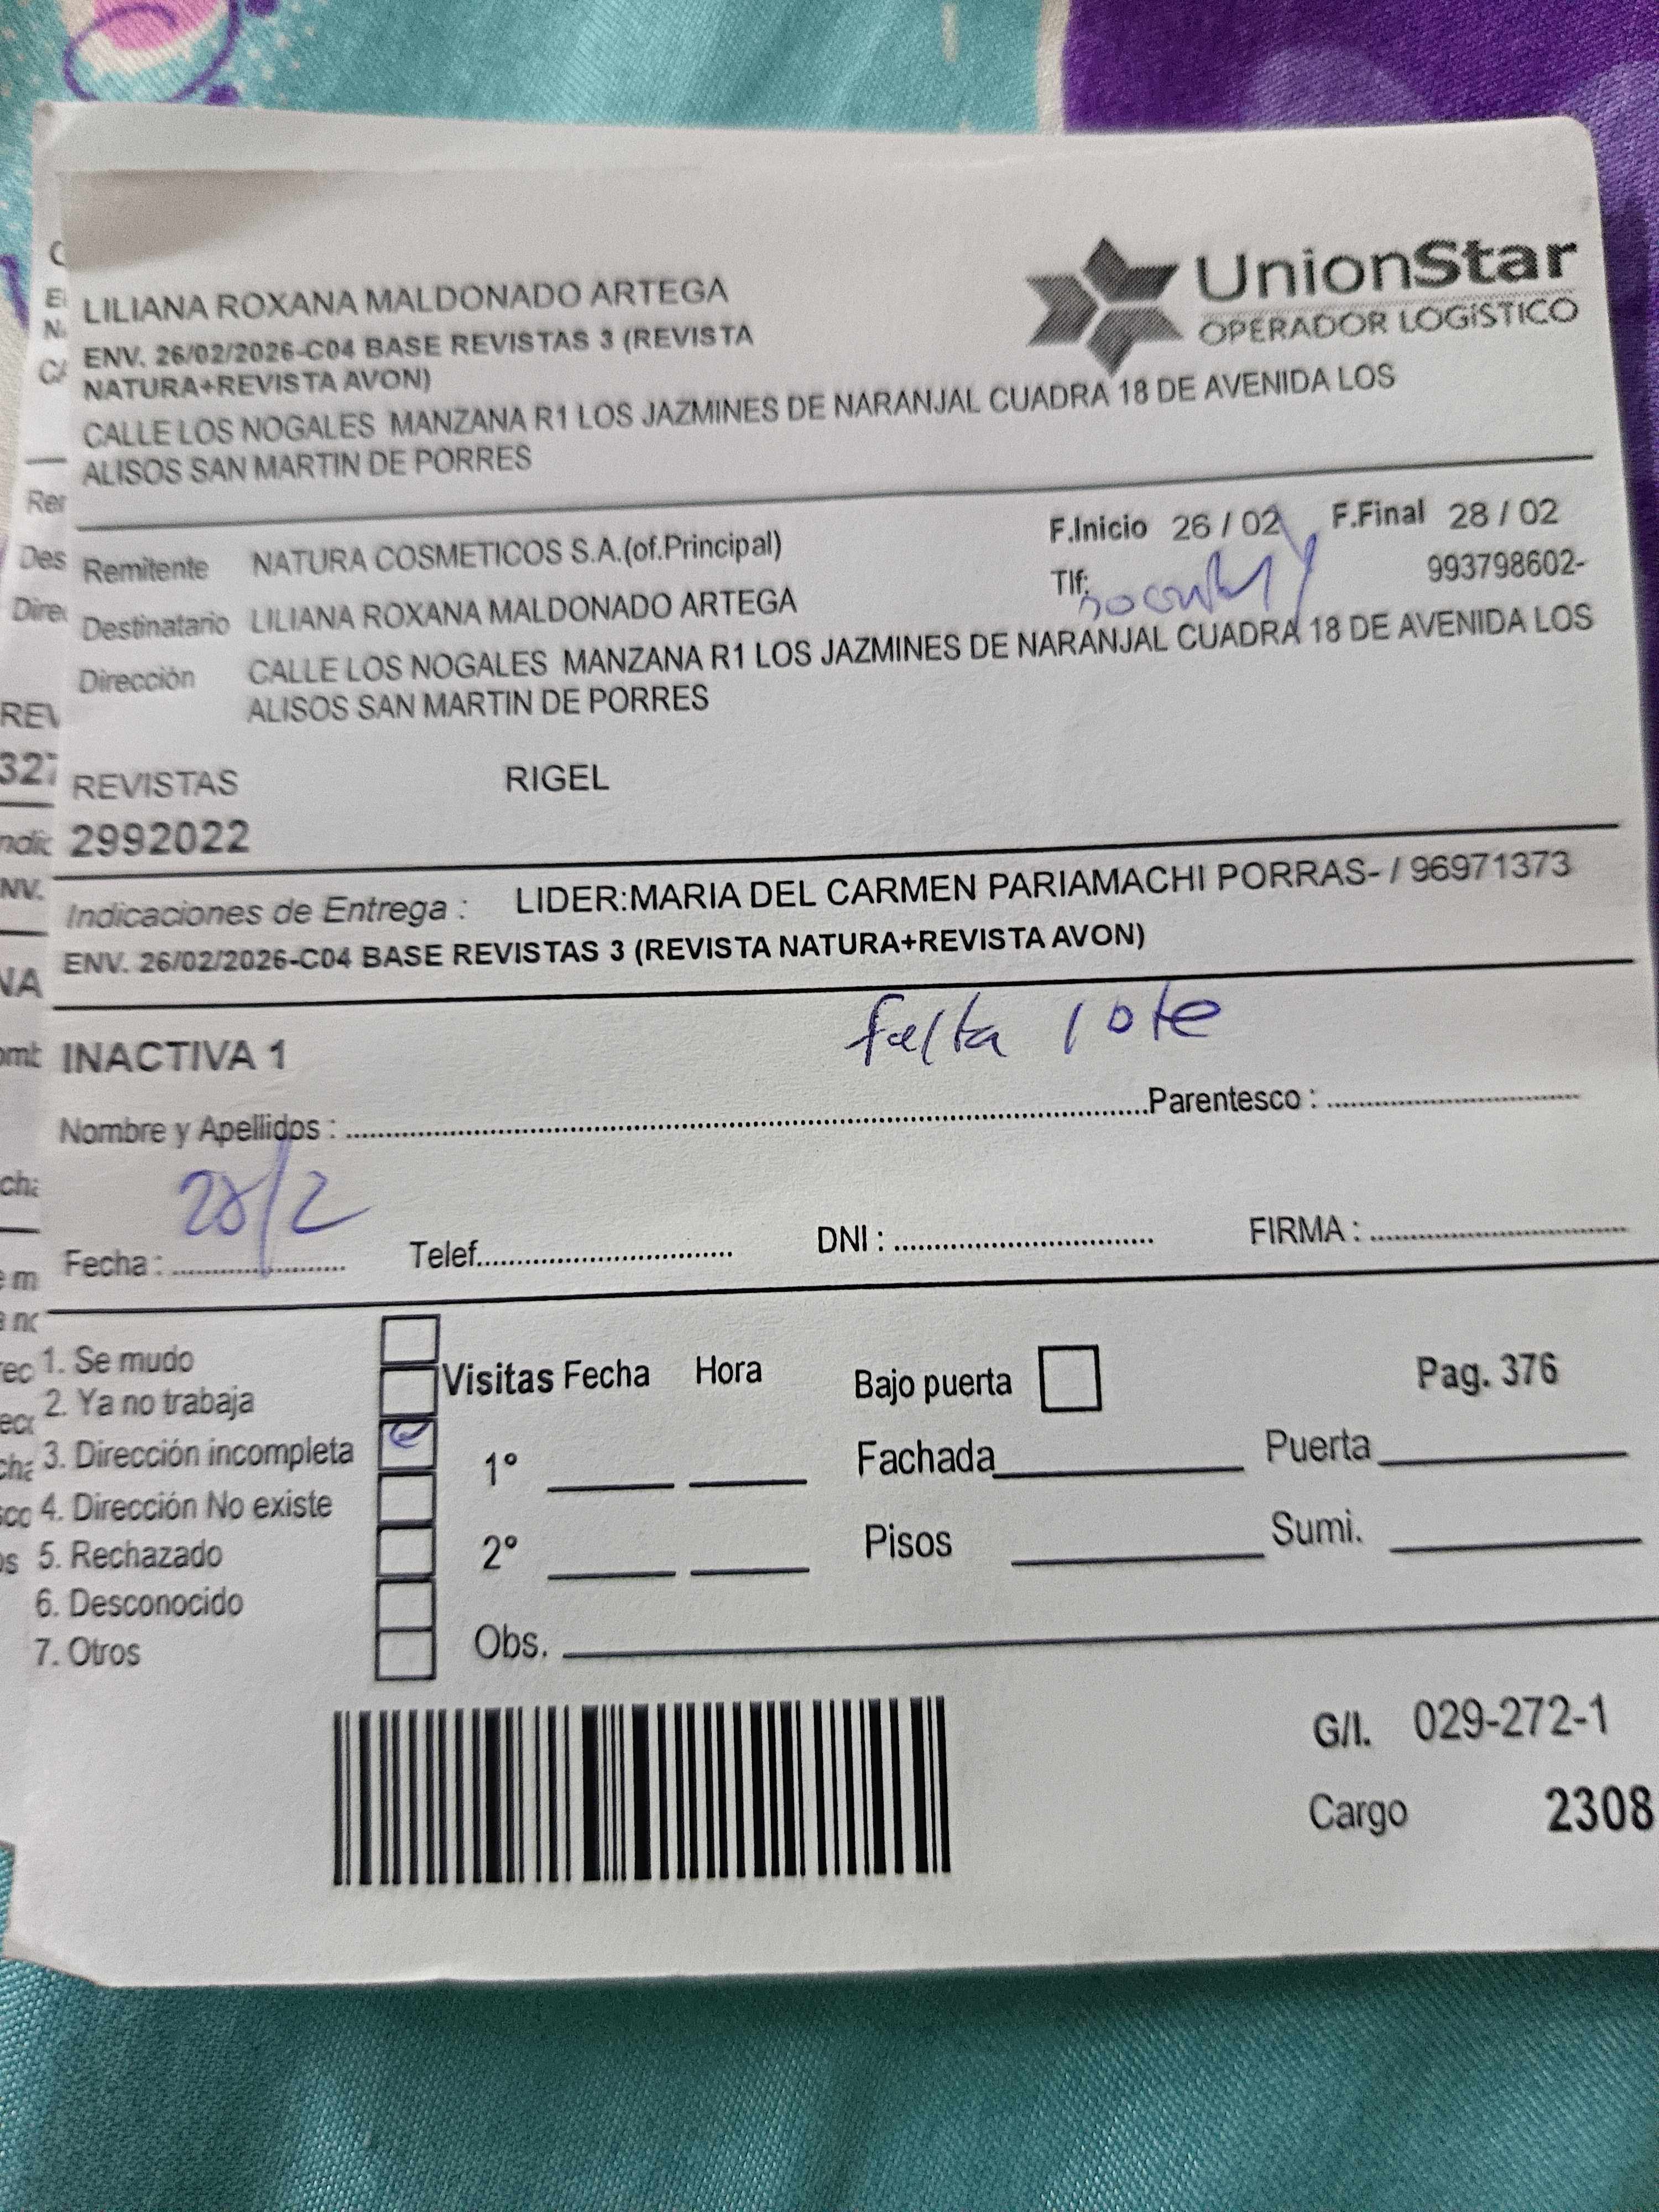 LILIANA ROXANA MALDONADO ARTEGA
ENV. 26/02/2026-C04 BASE REVISTAS 3 (REVISTA
NATURA+REVISTA AVON)
CALLE LOS NOGALES MANZANA R1 LOS JAZMINES DE NARANJAL CUADRA 18 DE AVENIDA LOS
ALISOS SAN MARTIN DE PORRES
UnionStar
OPERADOR LOGÍSTICO
Remitente NATURA COSMETICOS S.A.(of.Principal) F.Inicio 26 / 02 F.Final 28 / 02
Destinatario LILIANA ROXANA MALDONADO ARTEGA Tlf: 993798602-
Dirección CALLE LOS NOGALES MANZANA R1 LOS JAZMINES DE NARANJAL CUADRA 18 DE AVENIDA LOS
ALISOS SAN MARTIN DE PORRES
REVISTAS RIGEL
2992022
Indicaciones de Entrega : LIDER:MARIA DEL CARMEN PARIAMACHI PORRAS- / 96971373
ENV. 26/02/2026-C04 BASE REVISTAS 3 (REVISTA NATURA+REVISTA AVON)
falta lote
INACTIVA 1
Nombre y Apellidos : Parentesco :
28/2
Fecha : Telef. DNI : FIRMA :
1. Se mudo
2. Ya no trabaja
3. Dirección incompleta
4. Dirección No existe
5. Rechazado
6. Desconocido
7. Otros
Visitas Fecha Hora Bajo puerta Pag. 376
1° Fachada Puerta
2° Pisos Sumi.
Obs.
G/I. 029-272-1
Cargo 2308